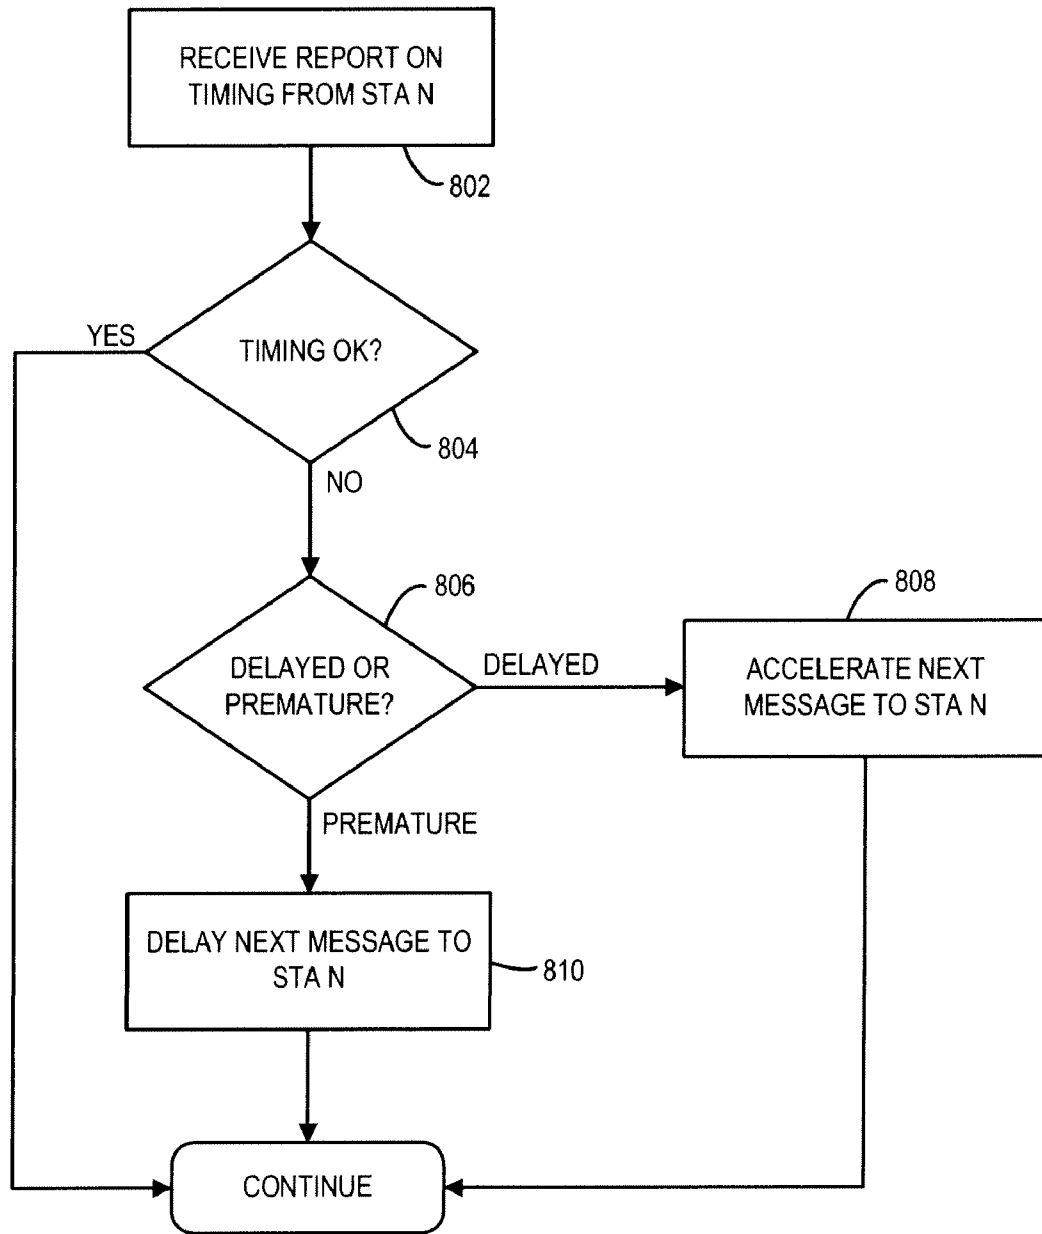 RECEIVE REPORT ON
TIMING FROM STA N
802
YES
TIMING OK?
804
NO
806
808
DELAYED OR
PREMATURE?
DELAYED
ACCELERATE NEXT
MESSAGE TO STA N
PREMATURE
DELAY NEXT MESSAGE TO
STA N
810
CONTINUE